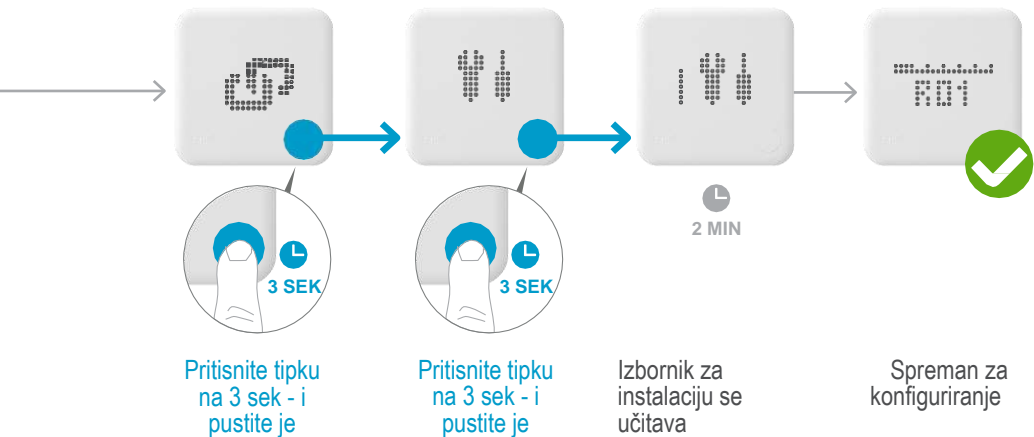 R01
3 SEK
3 SEK
2 MIN
Pritisnite tipku
na 3 sek - i
pustite je
Pritisnite tipku
na 3 sek - i
pustite je
Izbornik za
instalaciju se
učitava
Spreman za
konfiguriranje